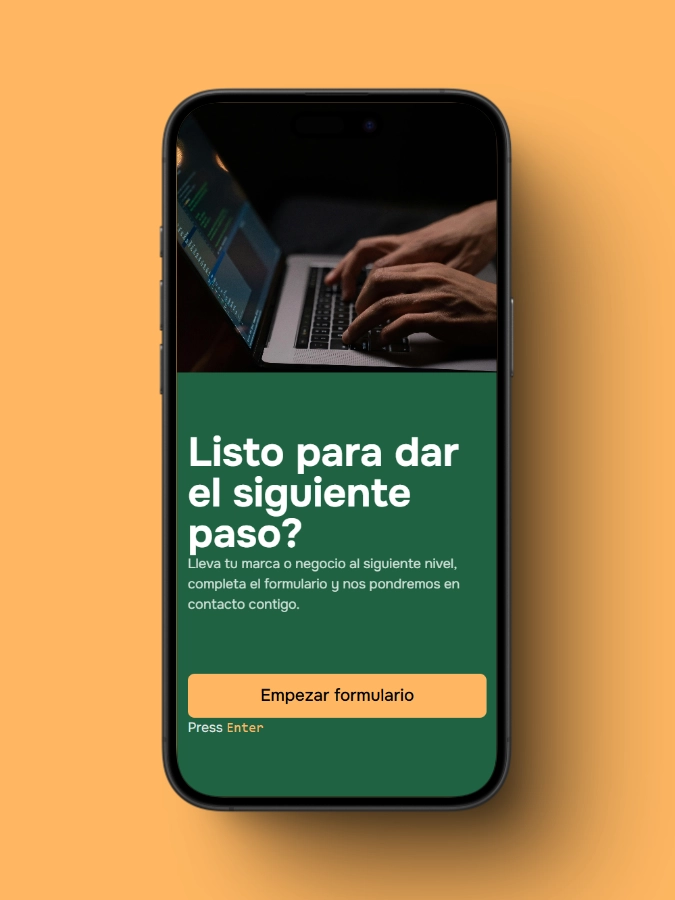 Listo para dar
el siguiente
paso?
Lleva tu marca o negocio al siguiente nivel,
completa el formulario y nos pondremos en
contacto contigo.
Empezar formulario
Press Enter